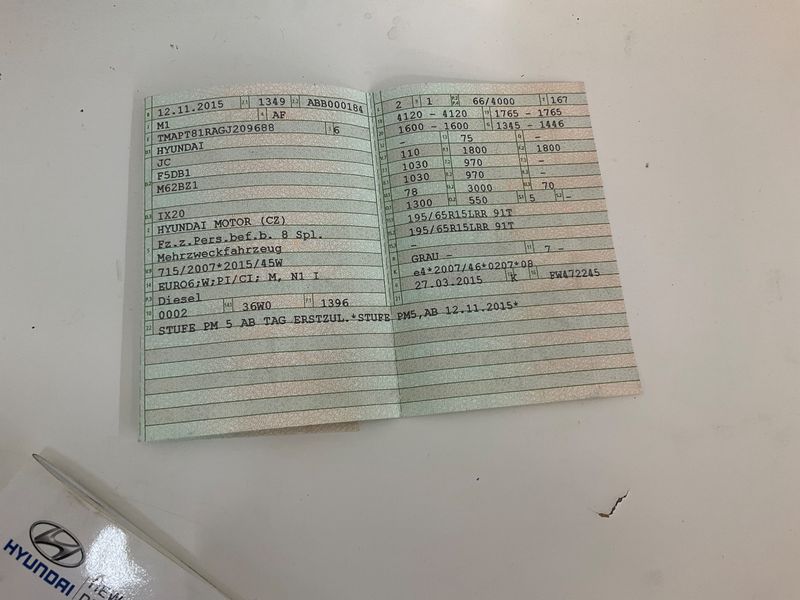 12.11.2015 1349 ABB000184
M1 AF
TMAPT81RAGJ209688 6
HYUNDAI
JC
F5DB1
M62BZ1
IX20
HYUNDAI MOTOR (CZ)
Fz.z.Pers.bef.b. 8 Spl.
Mehrzweckfahrzeug
715/2007*2015/45W
EURO6;W;PI/CI; M, N1 I
Diesel
0002 36W0 1396
STUFE PM 5 AB TAG ERSTZUL.*STUFE PM5,AB 12.11.2015*
2 1 66/4000 167
4120 - 4120 1765 - 1765
1600 - 1600 1345 - 1446
- 75 -
110 1800 1800
1030 970 -
1030 970 -
78 3000 70
1300 550 5 -
195/65R15LRR 91T
195/65R15LRR 91T
-
GRAU - 7 -
e4*2007/46*0207*08
27.03.2015 K FW472245
HYUNDAI
NEW